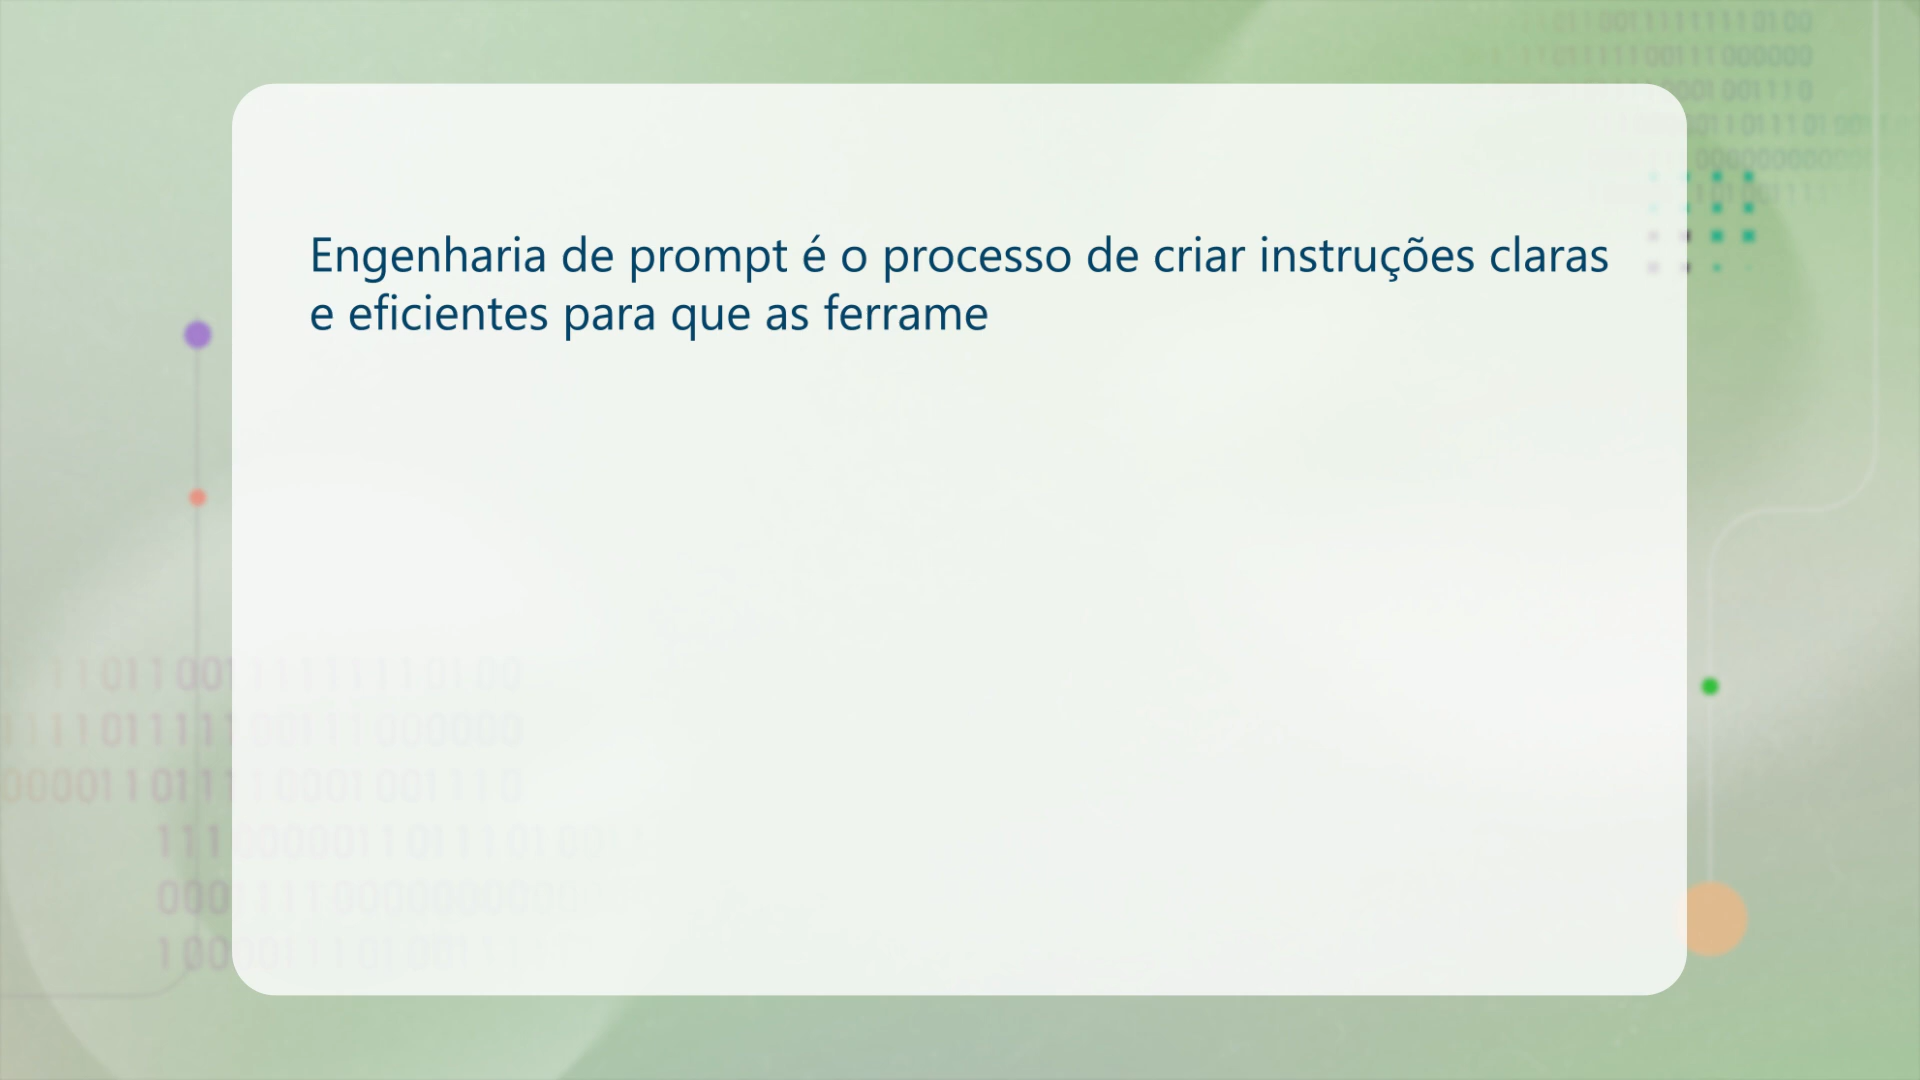 Engenharia de prompt é o processo de criar instruções claras
e eficientes para que as ferrame